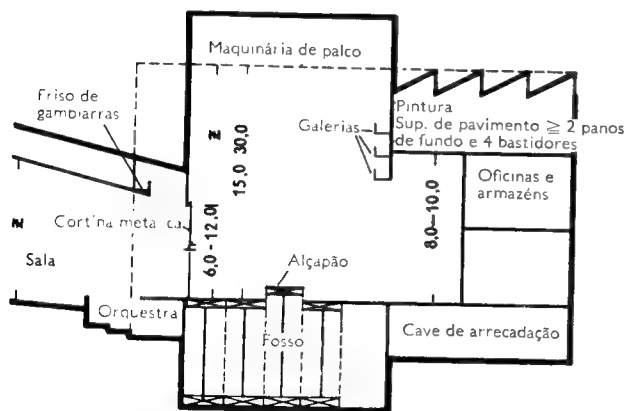 Maquinária de palco
Friso de
gambiarras
Pintura
Sup. de pavimento ≧ 2 panos
de fundo e 4 bastidores
Galerias
Oficinas e
armazéns
15,0 30,0
8,0—10,0
6,0 -12,0
Cortina
Sala
Alçapão
Orquestra
Fosso
Cave de arrecadação